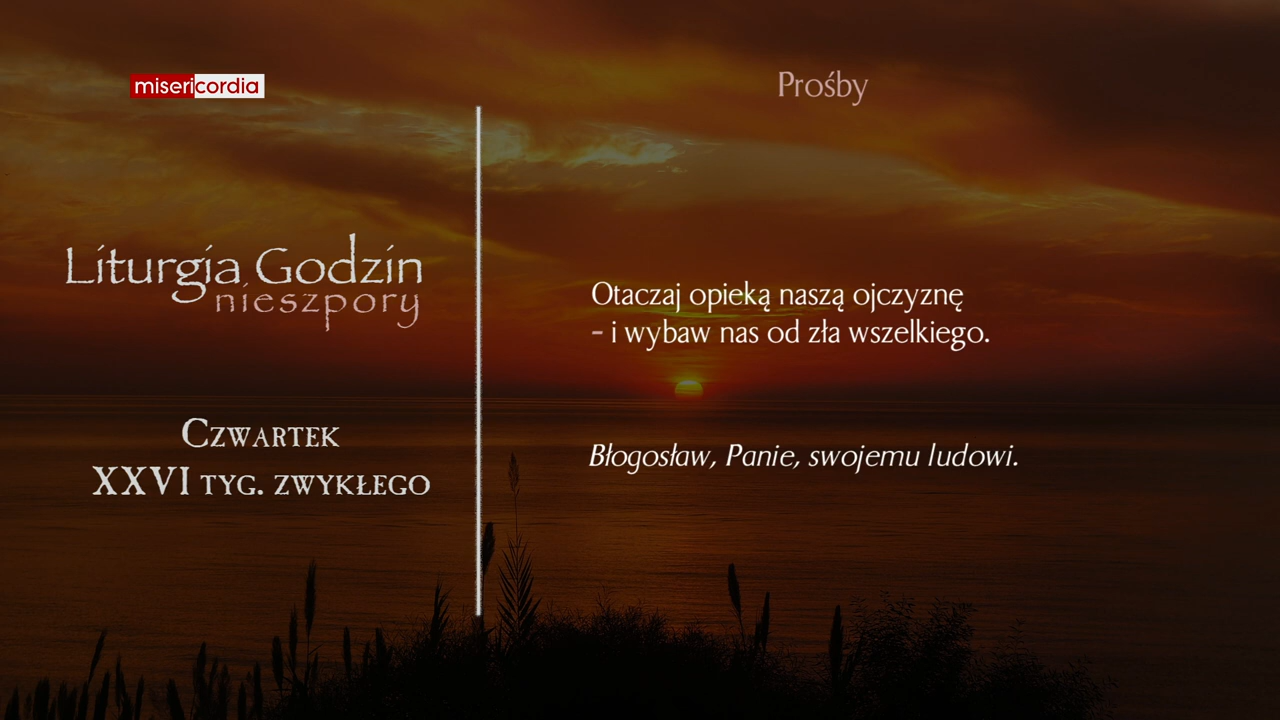 misericordia
Prośby
Liturgia Godzin
nieszpory
Otaczaj opieką naszą ojczyznę
– i wybaw nas od zła wszelkiego.
Czwartek
XXVI tyg. zwykłego
Błogosław, Panie, swojemu ludowi.